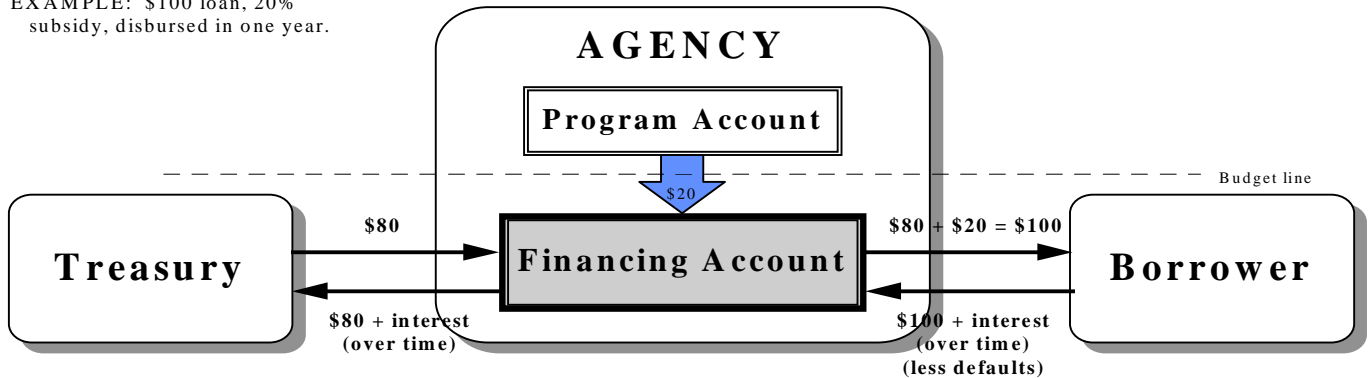 EXAMPLE: $100 loan, 20%
subsidy, disbursed in one year.
AGENCY
Program Account
$20
Budget line
Treasury
$80
Financing Account
$80 + $20 = $100
Borrower
$80 + interest
(over time)
$100 + interest
(over time)
(less defaults)